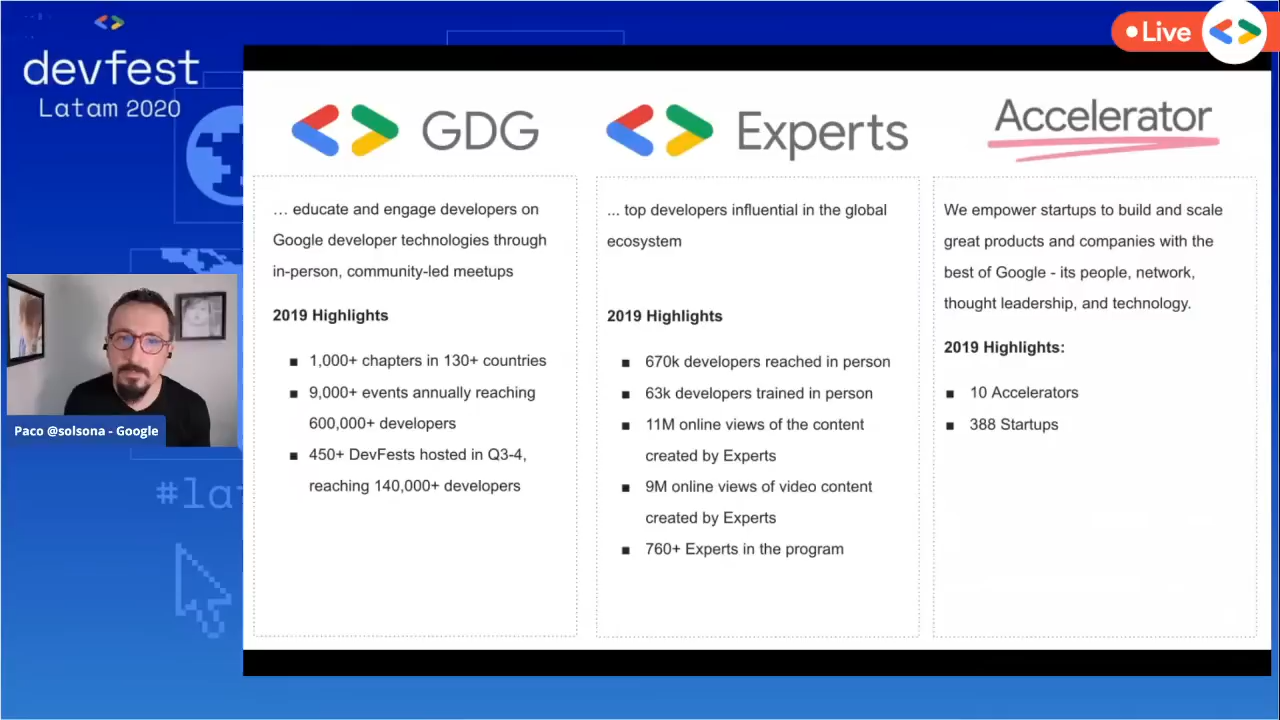 devfest
Latam 2020
Live
GDG
Experts
Accelerator
… educate and engage developers on
Google developer technologies through
in-person, community-led meetups
2019 Highlights
■ 1,000+ chapters in 130+ countries
■ 9,000+ events annually reaching
600,000+ developers
■ 450+ DevFests hosted in Q3-4,
reaching 140,000+ developers
... top developers influential in the global
ecosystem
2019 Highlights
■ 670k developers reached in person
■ 63k developers trained in person
■ 11M online views of the content
created by Experts
■ 9M online views of video content
created by Experts
■ 760+ Experts in the program
We empower startups to build and scale
great products and companies with the
best of Google - its people, network,
thought leadership, and technology.
2019 Highlights:
■ 10 Accelerators
■ 388 Startups
Paco @solsona - Google
#la